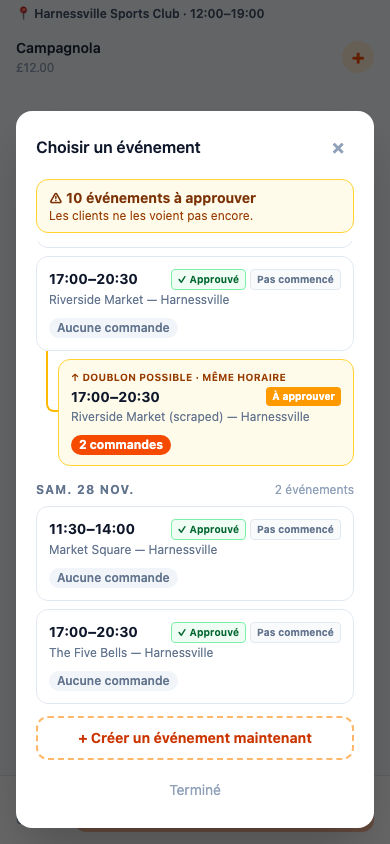 📍 Harnessville Sports Club · 12:00–19:00
Campagnola
£12.00
+
Choisir un événement
×
⚠ 10 événements à approuver
Les clients ne les voient pas encore.
17:00–20:30 ✓ Approuvé Pas commencé
Riverside Market — Harnessville
Aucune commande
↑ DOUBLON POSSIBLE · MÊME HORAIRE
17:00–20:30 À approuver
Riverside Market (scraped) — Harnessville
2 commandes
SAM. 28 NOV. 2 événements
11:30–14:00 ✓ Approuvé Pas commencé
Market Square — Harnessville
Aucune commande
17:00–20:30 ✓ Approuvé Pas commencé
The Five Bells — Harnessville
Aucune commande
+ Créer un événement maintenant
Terminé